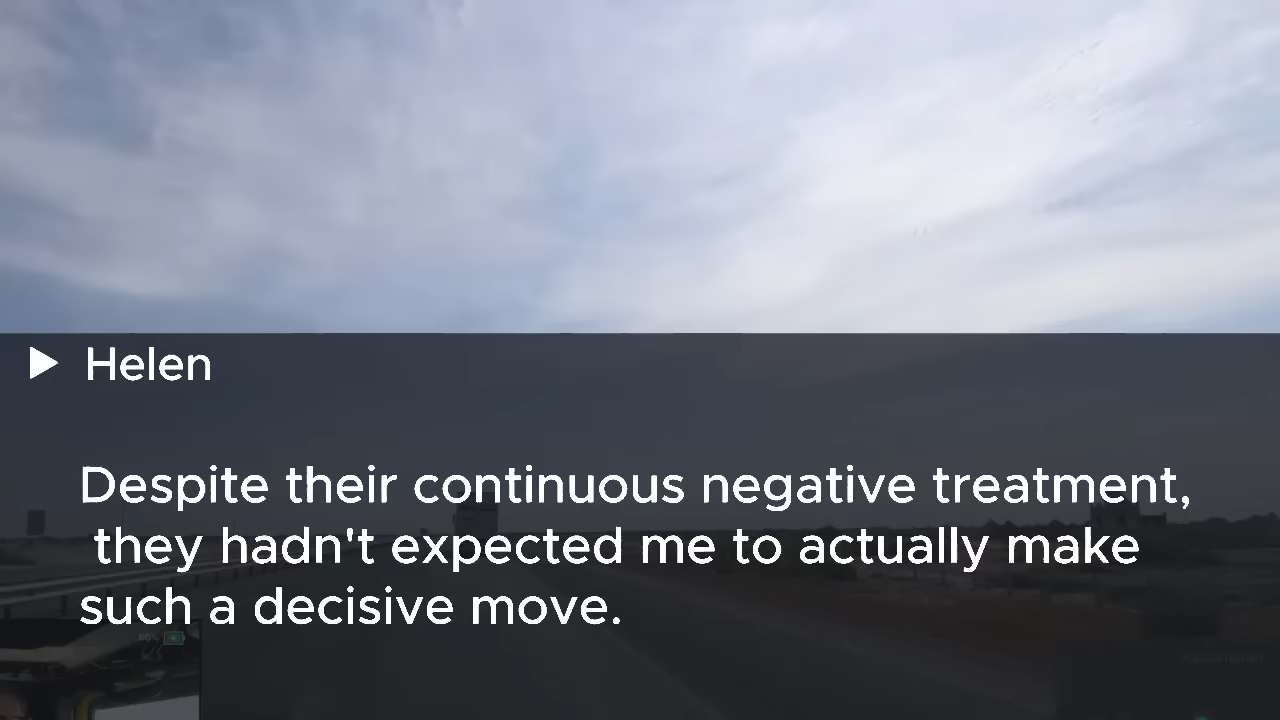 Helen
Despite their continuous negative treatment,
they hadn't expected me to actually make
such a decisive move.